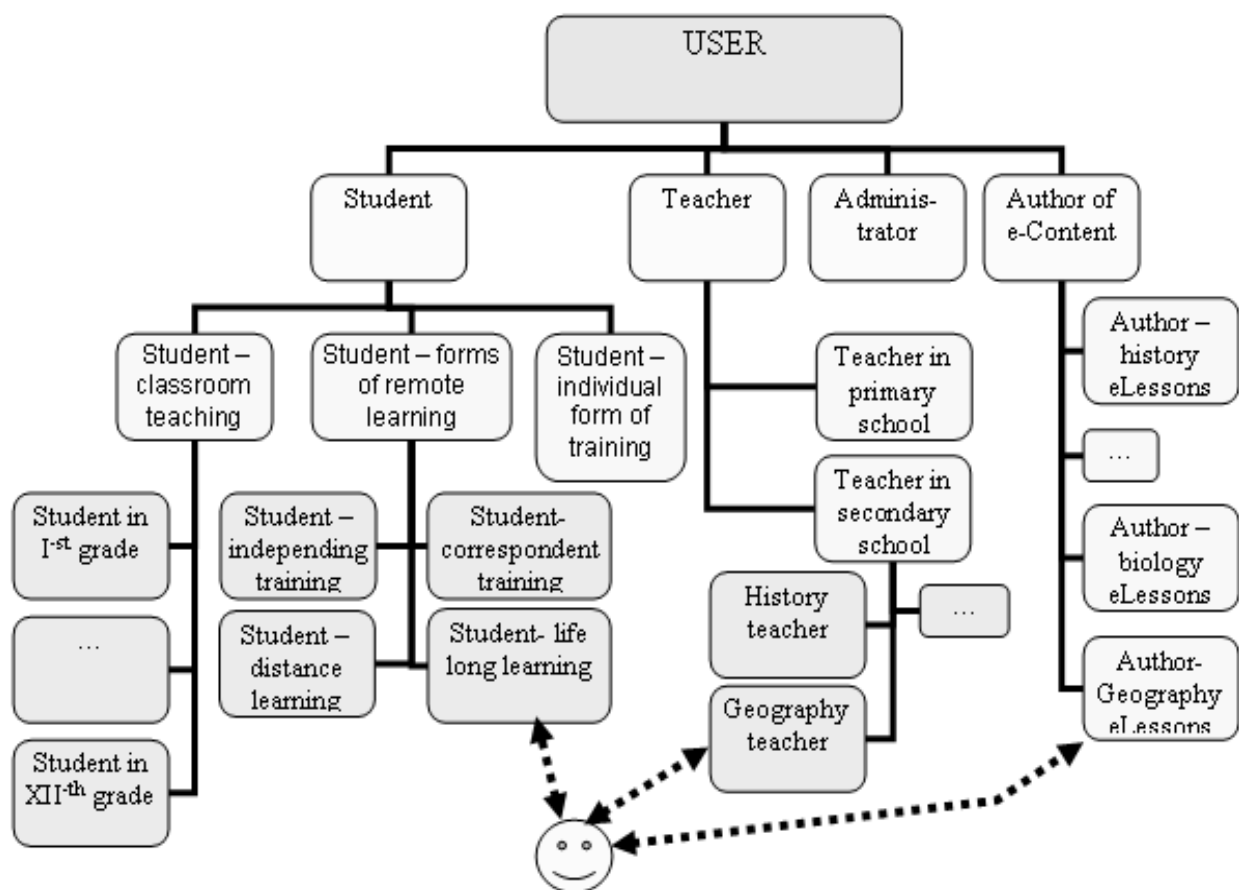 USER
Student
Teacher
Adminis-
trator
Author of
e-Content
Student –
classroom
teaching
Student – forms
of remote
learning
Student –
individual
form of
training
Teacher in
primary
school
Teacher in
secondary
school
Author –
history
eLessons
...
Author –
biology
eLessons
Author-
Geography
eLessons
Student in
I-st grade
...
Student in
XII-th grade
Student –
independing
training
Student-
correspondent
training
Student –
distance
learning
Student- life
long learning
History
teacher
...
Geography
teacher